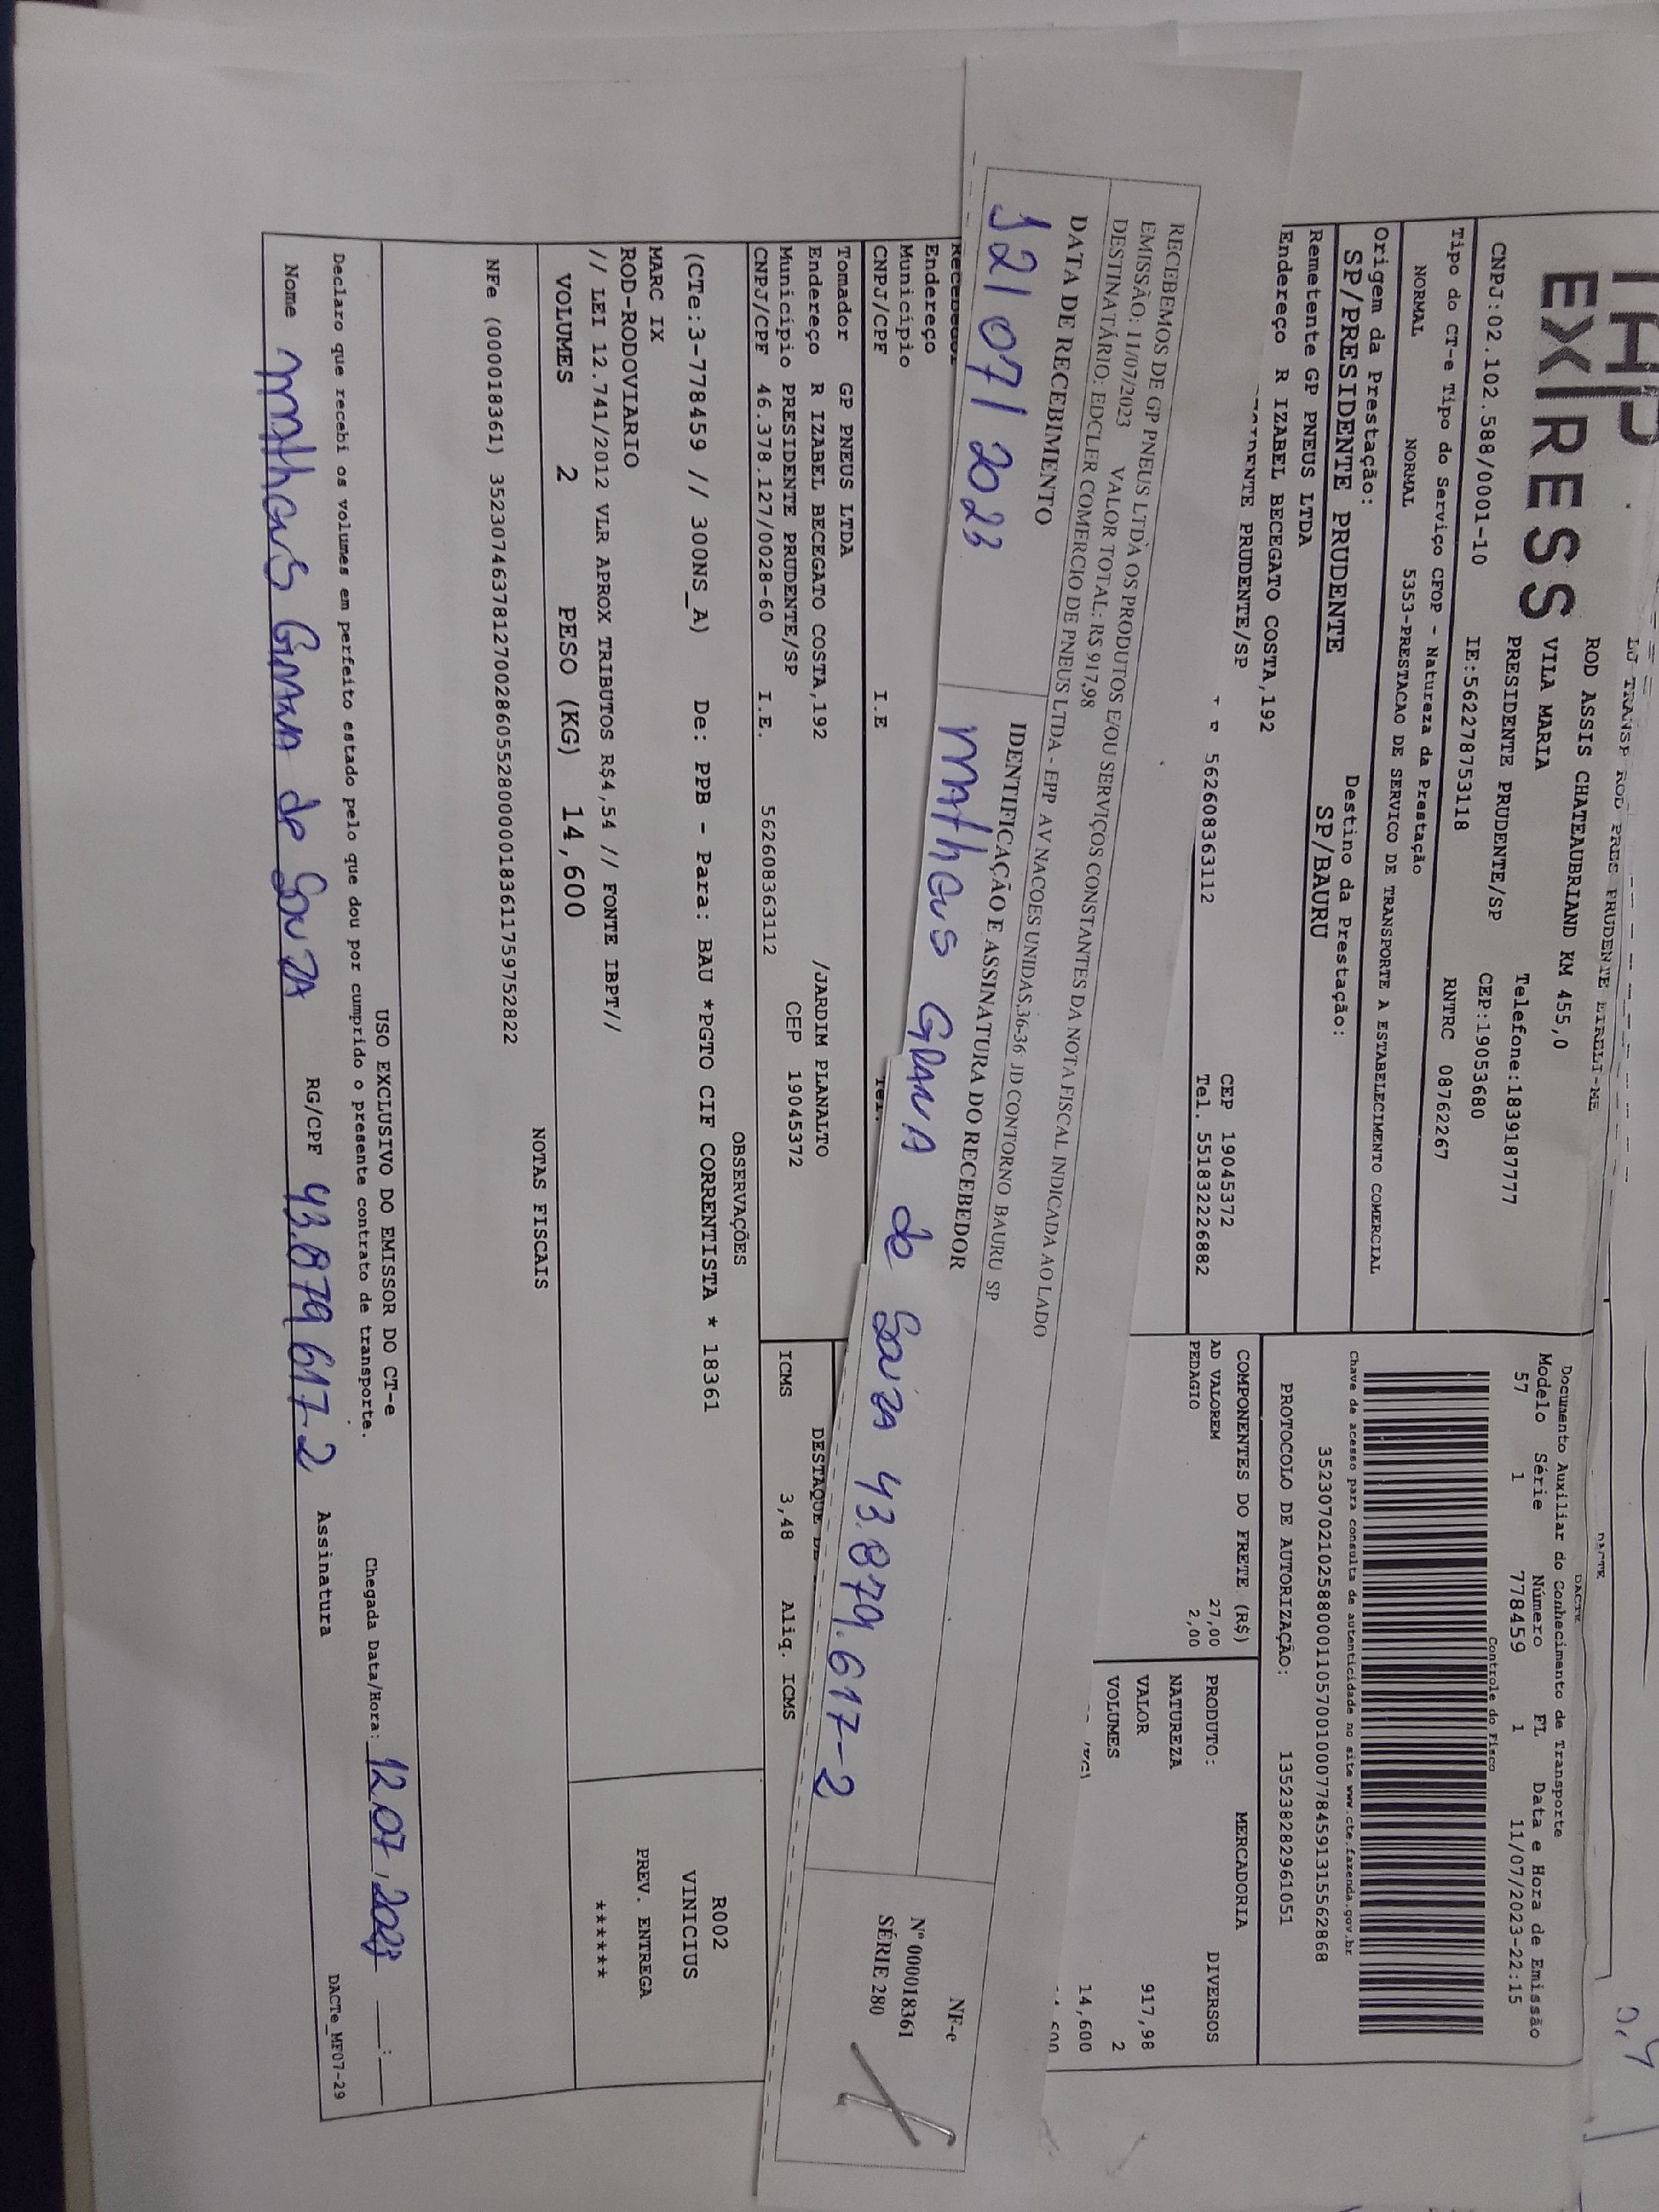 EX|RESS
ROD ASSIS CHATEAUBRIAND KM 455,0
VILA MARIA Telefone:1839187777
PRESIDENTE PRUDENTE/SP CEP:19053680
CNPJ:02.102.588/0001-10 IE:562278753118 RNTRC 08762267
Tipo do CT-e Tipo do Serviço CFOP - Natureza da Prestação
NORMAL NORMAL 5353-PRESTACAO DE SERVICO DE TRANSPORTE A ESTABELECIMENTO COMERCIAL
Origem da Prestação: Destino da Prestação:
SP/PRESIDENTE PRUDENTE SP/BAURU
Remetente GP PNEUS LTDA
Endereço R IZABEL BECEGATO COSTA,192
PRUDENTE/SP CEP 19045372
562608363112 Tel. 551832226882
DACTE
Documento Auxiliar do Conhecimento de Transporte
Modelo Série Número FL Data e Hora de Emissão
57 1 778459 1 11/07/2023-22:15
Controle do Fisco
Chave de acesso para consulta de autenticidade no site www.cte.fazenda.gov.br
35230702102588000110570010007784591315562868
PROTOCOLO DE AUTORIZAÇÃO: 135238282961051
COMPONENTES DO FRETE (R$) MERCADORIA
AD VALOREM 27,00
PEDAGIO 2,00
PRODUTO: DIVERSOS
NATUREZA
VALOR 917,98
VOLUMES 2
14,600
RECEBEMOS DE GP PNEUS LTDA OS PRODUTOS E/OU SERVIÇOS CONSTANTES DA NOTA FISCAL INDICADA AO LADO
EMISSÃO: 11/07/2023 VALOR TOTAL: R$ 917,98
DESTINATÁRIO: EDCLER COMERCIO DE PNEUS LTDA - EPP AV NACOES UNIDAS,36-36 JD CONTORNO BAURU SP
DATA DE RECEBIMENTO IDENTIFICAÇÃO E ASSINATURA DO RECEBEDOR
12/07/2023 Matheus Grana de Souza 43.879.617-2
NF-e
Nº 000018361
SÉRIE 280
Recebedor
Endereço
Município
CNPJ/CPF I.E Tel.
Tomador GP PNEUS LTDA
Endereço R IZABEL BECEGATO COSTA,192 /JARDIM PLANALTO
Município PRESIDENTE PRUDENTE/SP CEP 19045372
CNPJ/CPF 46.378.127/0028-60 I.E. 562608363112
DESTAQUE
ICMS 3,48 Aliq. ICMS
OBSERVAÇÕES
(CTe:3-778459 // 300NS_A) De: PPB - Para: BAU *PGTO CIF CORRENTISTA * 18361
MARC IX
ROD-RODOVIARIO
// LEI 12.741/2012 VLR APROX TRIBUTOS R$4,54 // FONTE IBPT//
R002
VINICIUS
PREV. ENTREGA
******
VOLUMES 2 PESO (KG) 14,600
NOTAS FISCAIS
NFe (000018361) 35230746378127002860552800000183611759752822
USO EXCLUSIVO DO EMISSOR DO CT-e
Declaro que recebi os volumes em perfeito estado pelo que dou por cumprido o presente contrato de transporte.
Chegada Data/Hora: 12,07,2023 __:__
Nome Matheus Grana de Souza RG/CPF 43.879617-2 Assinatura
DACTe_MF07-29